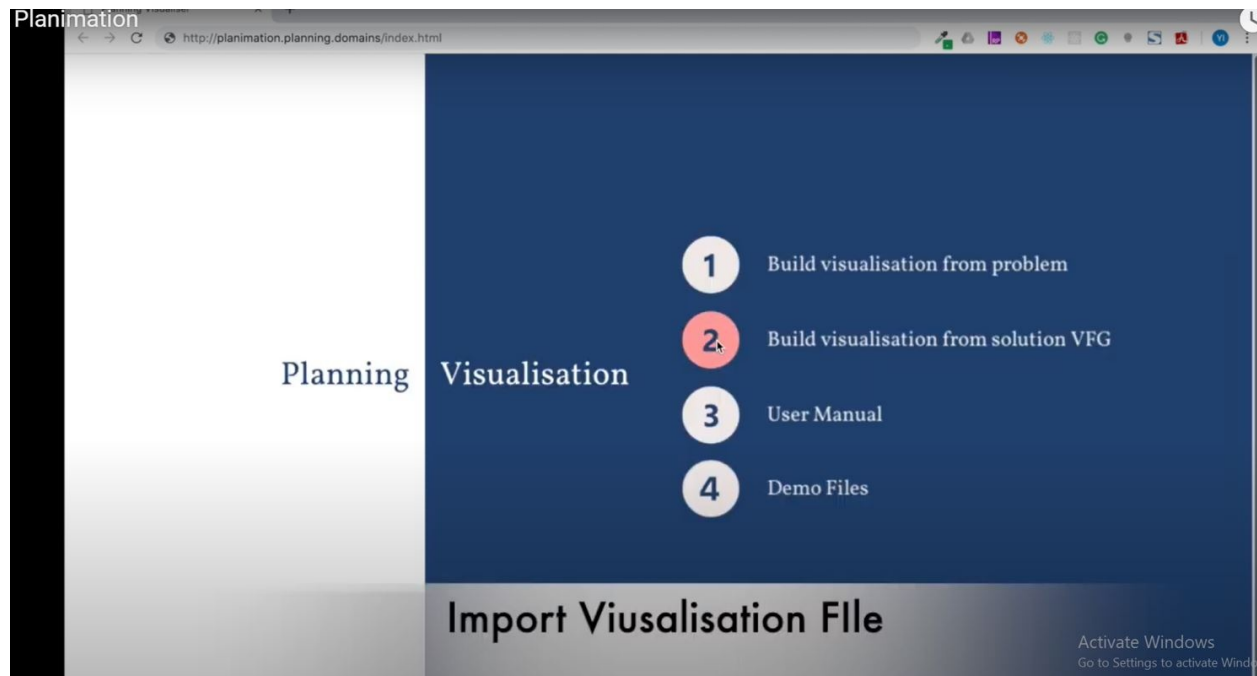 Planimation
http://planimation.planning.domains/index.html
1 Build visualisation from problem
2 Build visualisation from solution VFG
Planning Visualisation
3 User Manual
4 Demo Files
Import Viusalisation FIle
Activate Windows
Go to Settings to activate Windo